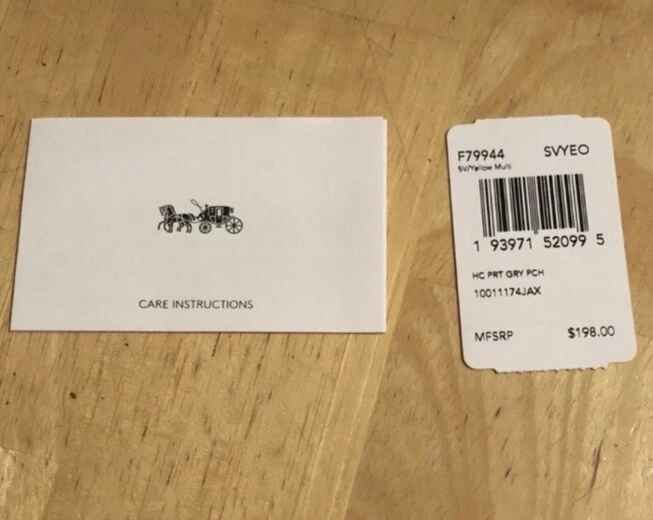 CARE INSTRUCTIONS
F79944 SVYEO
SV/Yellow Multi
1 93971 52099 5
HC PRT GRY PCH
10011174JAX
MFSRP $198.00